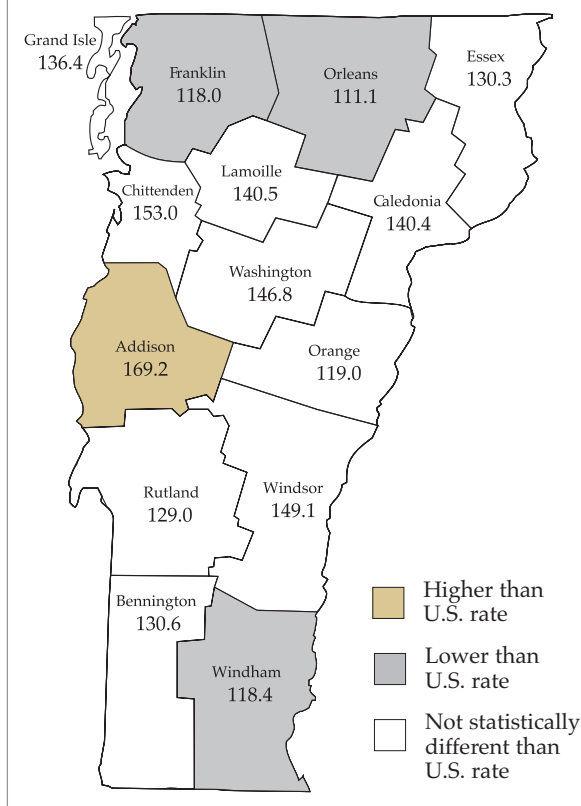 Grand Isle
136.4
Franklin
118.0
Orleans
111.1
Essex
130.3
Lamoille
140.5
Chittenden
153.0
Caledonia
140.4
Washington
146.8
Addison
169.2
Orange
119.0
Rutland
129.0
Windsor
149.1
Bennington
130.6
Windham
118.4
Higher than
U.S. rate
Lower than
U.S. rate
Not statistically
different than
U.S. rate